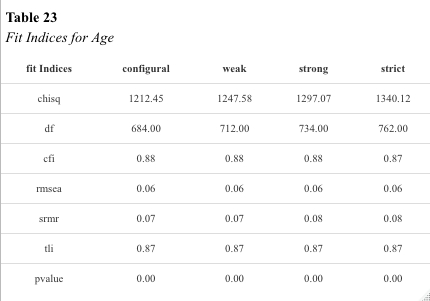 Table 23
Fit Indices for Age
fit Indices configural weak strong strict
chisq 1212.45 1247.58 1297.07 1340.12
df 684.00 712.00 734.00 762.00
cfi 0.88 0.88 0.88 0.87
rmsea 0.06 0.06 0.06 0.06
srmr 0.07 0.07 0.08 0.08
tli 0.87 0.87 0.87 0.87
pvalue 0.00 0.00 0.00 0.00